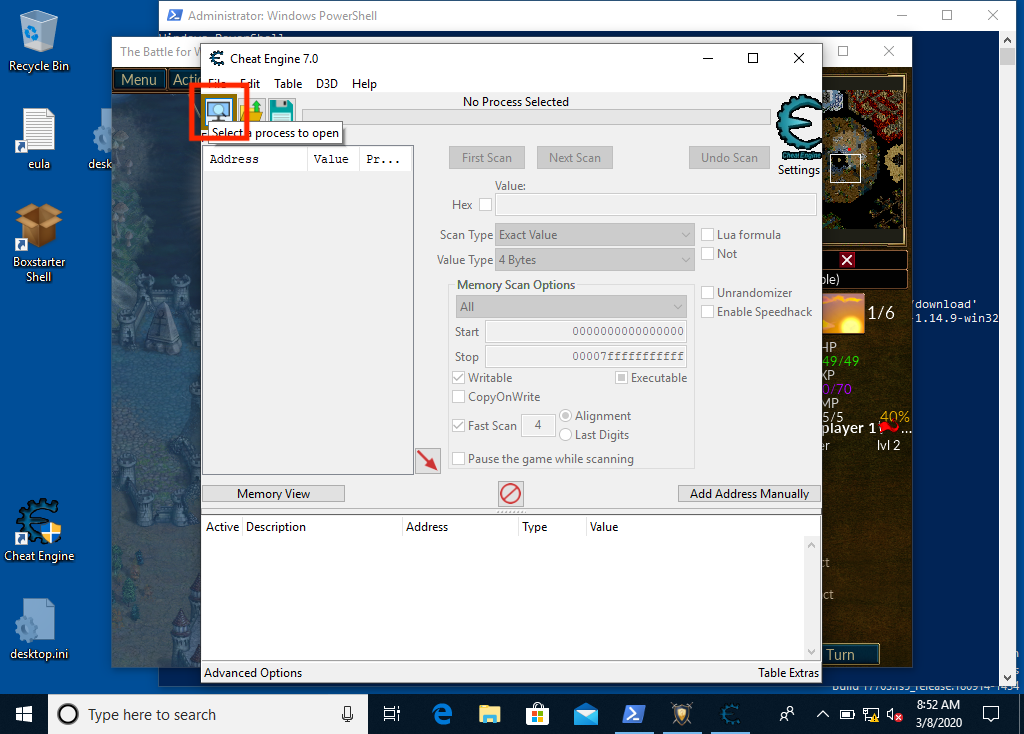 Recycle Bin
eula
desk
Boxstarter
Shell
Cheat Engine
desktop.ini
Administrator: Windows PowerShell
The Battle for W
Menu
Actio
Cheat Engine 7.0
File Edit Table D3D Help
No Process Selected
Select a process to open
Cheat Engine
Settings
Address Value Pr...
First Scan
Next Scan
Undo Scan
Value:
Hex
Scan Type Exact Value
Lua formula
Not
Value Type 4 Bytes
Memory Scan Options
All
Unrandomizer
Enable Speedhack
Start 0000000000000000
Stop 00007fffffffffff
Writable
Executable
CopyOnWrite
Fast Scan 4
Alignment
Last Digits
Pause the game while scanning
Memory View
Add Address Manually
Active Description Address Type Value
Advanced Options
Table Extras
/download'
-1.14.9-win32
1/6
HP
49/49
XP
0/70
MP
5/5
40%
player 1
...
lvl 2
Turn
Type here to search
8:52 AM
3/8/2020